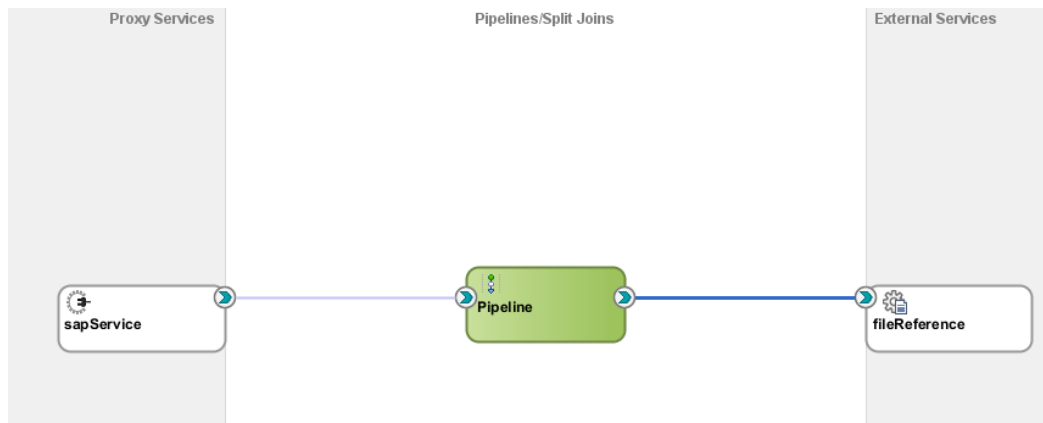 Proxy Services
Pipelines/Split Joins
External Services
Pipeline
sapService
fileReference